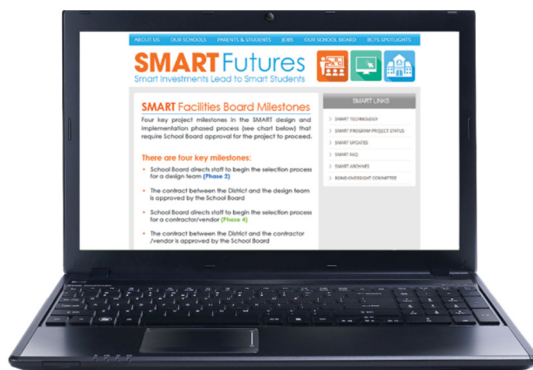 ABOUT US OUR SCHOOLS PARENTS & STUDENTS JOBS OUR SCHOOL BOARD BCPS SPOTLIGHTS
SMART Futures
Smart Investments Lead to Smart Students
SMART Facilities Board Milestones
Four key project milestones in the SMART design and
implementation phased process (see chart below) that
require School Board approval for the project to proceed.
There are four key milestones:
• School Board directs staff to begin the selection process
for a design team (Phase 2)
• The contract between the District and the design team
is approved by the School Board
• School Board directs staff to begin the selection process
for a contractor/vendor (Phase 4)
• The contract between the District and the contractor
/vendor is approved by the School Board
SMART LINKS
> SMART TECHNOLOGY
> SMART PROGRAM PROJECT STATUS
> SMART UPDATES
> SMART FAQ
> SMART ARCHIVES
> BOND OVERSIGHT COMMITTEE